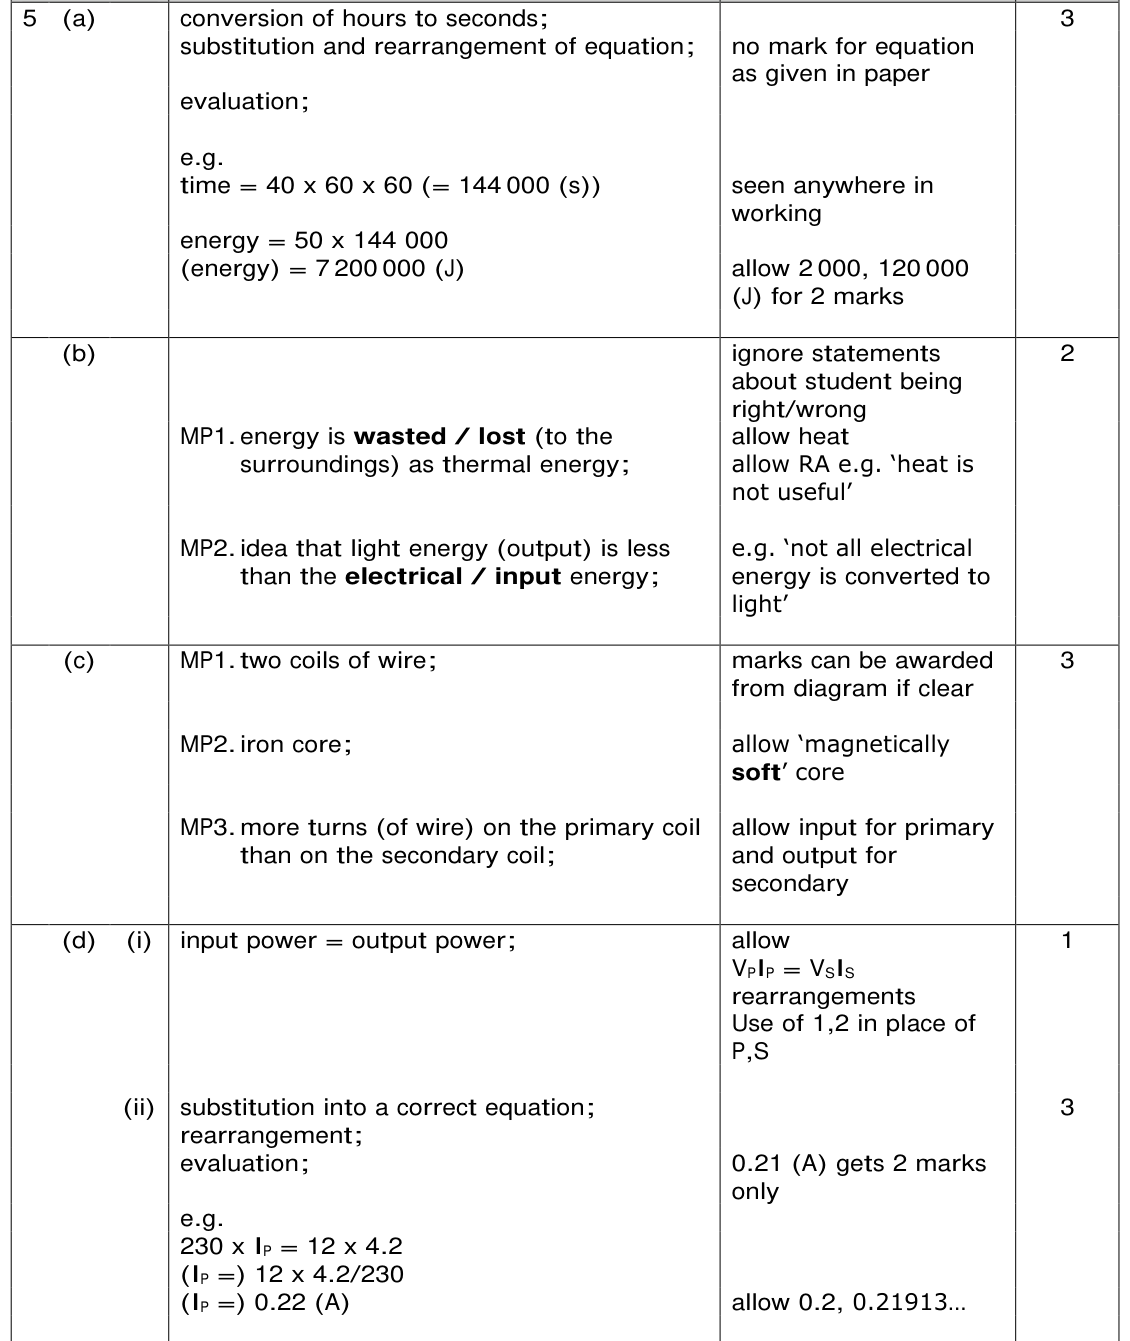 5 (a) conversion of hours to seconds; 3
substitution and rearrangement of equation; no mark for equation
as given in paper
evaluation;
e.g.
time = 40 x 60 x 60 (= 144 000 (s)) seen anywhere in
working
energy = 50 x 144 000
(energy) = 7 200 000 (J) allow 2 000, 120 000
(J) for 2 marks
(b) ignore statements 2
about student being
right/wrong
MP1. energy is wasted / lost (to the allow heat
surroundings) as thermal energy; allow RA e.g. ‘heat is
not useful’
MP2. idea that light energy (output) is less e.g. ‘not all electrical
than the electrical / input energy; energy is converted to
light’
(c) MP1. two coils of wire; marks can be awarded 3
from diagram if clear
MP2. iron core; allow ‘magnetically
soft’ core
MP3. more turns (of wire) on the primary coil allow input for primary
than on the secondary coil; and output for
secondary
(d) (i) input power = output power; allow 1
VPIP = VSIS
rearrangements
Use of 1,2 in place of
P,S
(ii) substitution into a correct equation; 3
rearrangement;
evaluation; 0.21 (A) gets 2 marks
only
e.g.
230 x IP = 12 x 4.2
(IP =) 12 x 4.2/230
(IP =) 0.22 (A) allow 0.2, 0.21913...